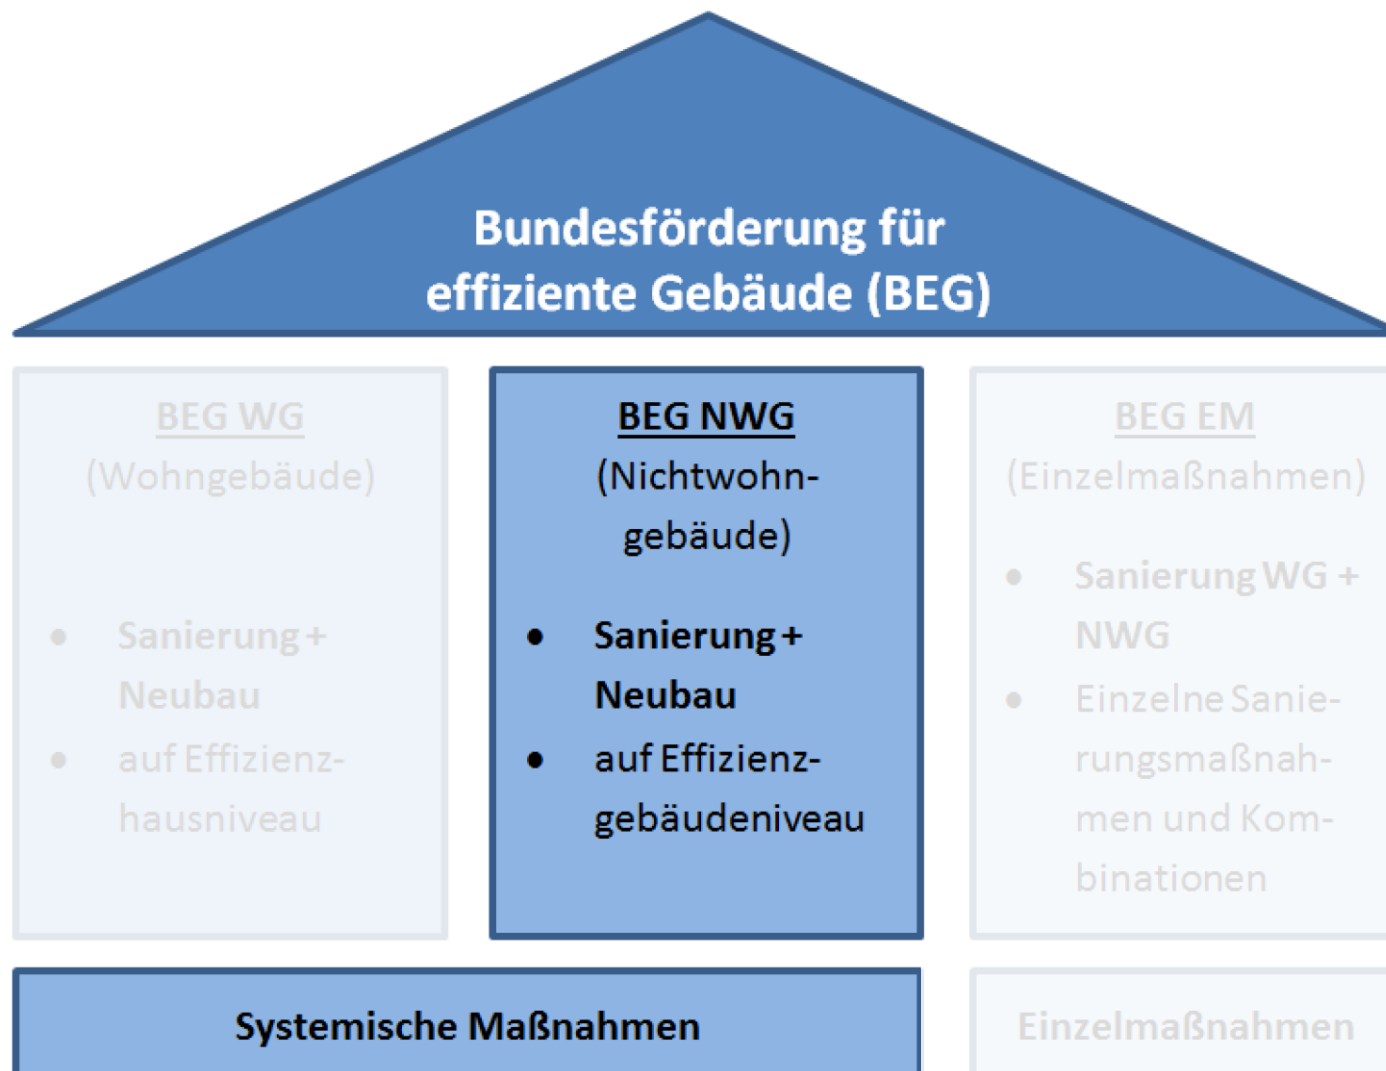 Bundesförderung für
effiziente Gebäude (BEG)
BEG WG
(Wohngebäude)
• Sanierung +
Neubau
• auf Effizienz-
hausniveau
BEG NWG
(Nichtwohn-
gebäude)
• Sanierung +
Neubau
• auf Effizienz-
gebäudeniveau
BEG EM
(Einzelmaßnahmen)
• Sanierung WG +
NWG
• Einzelne Sanie-
rungsmaßnah-
men und Kom-
binationen
Systemische Maßnahmen
Einzelmaßnahmen